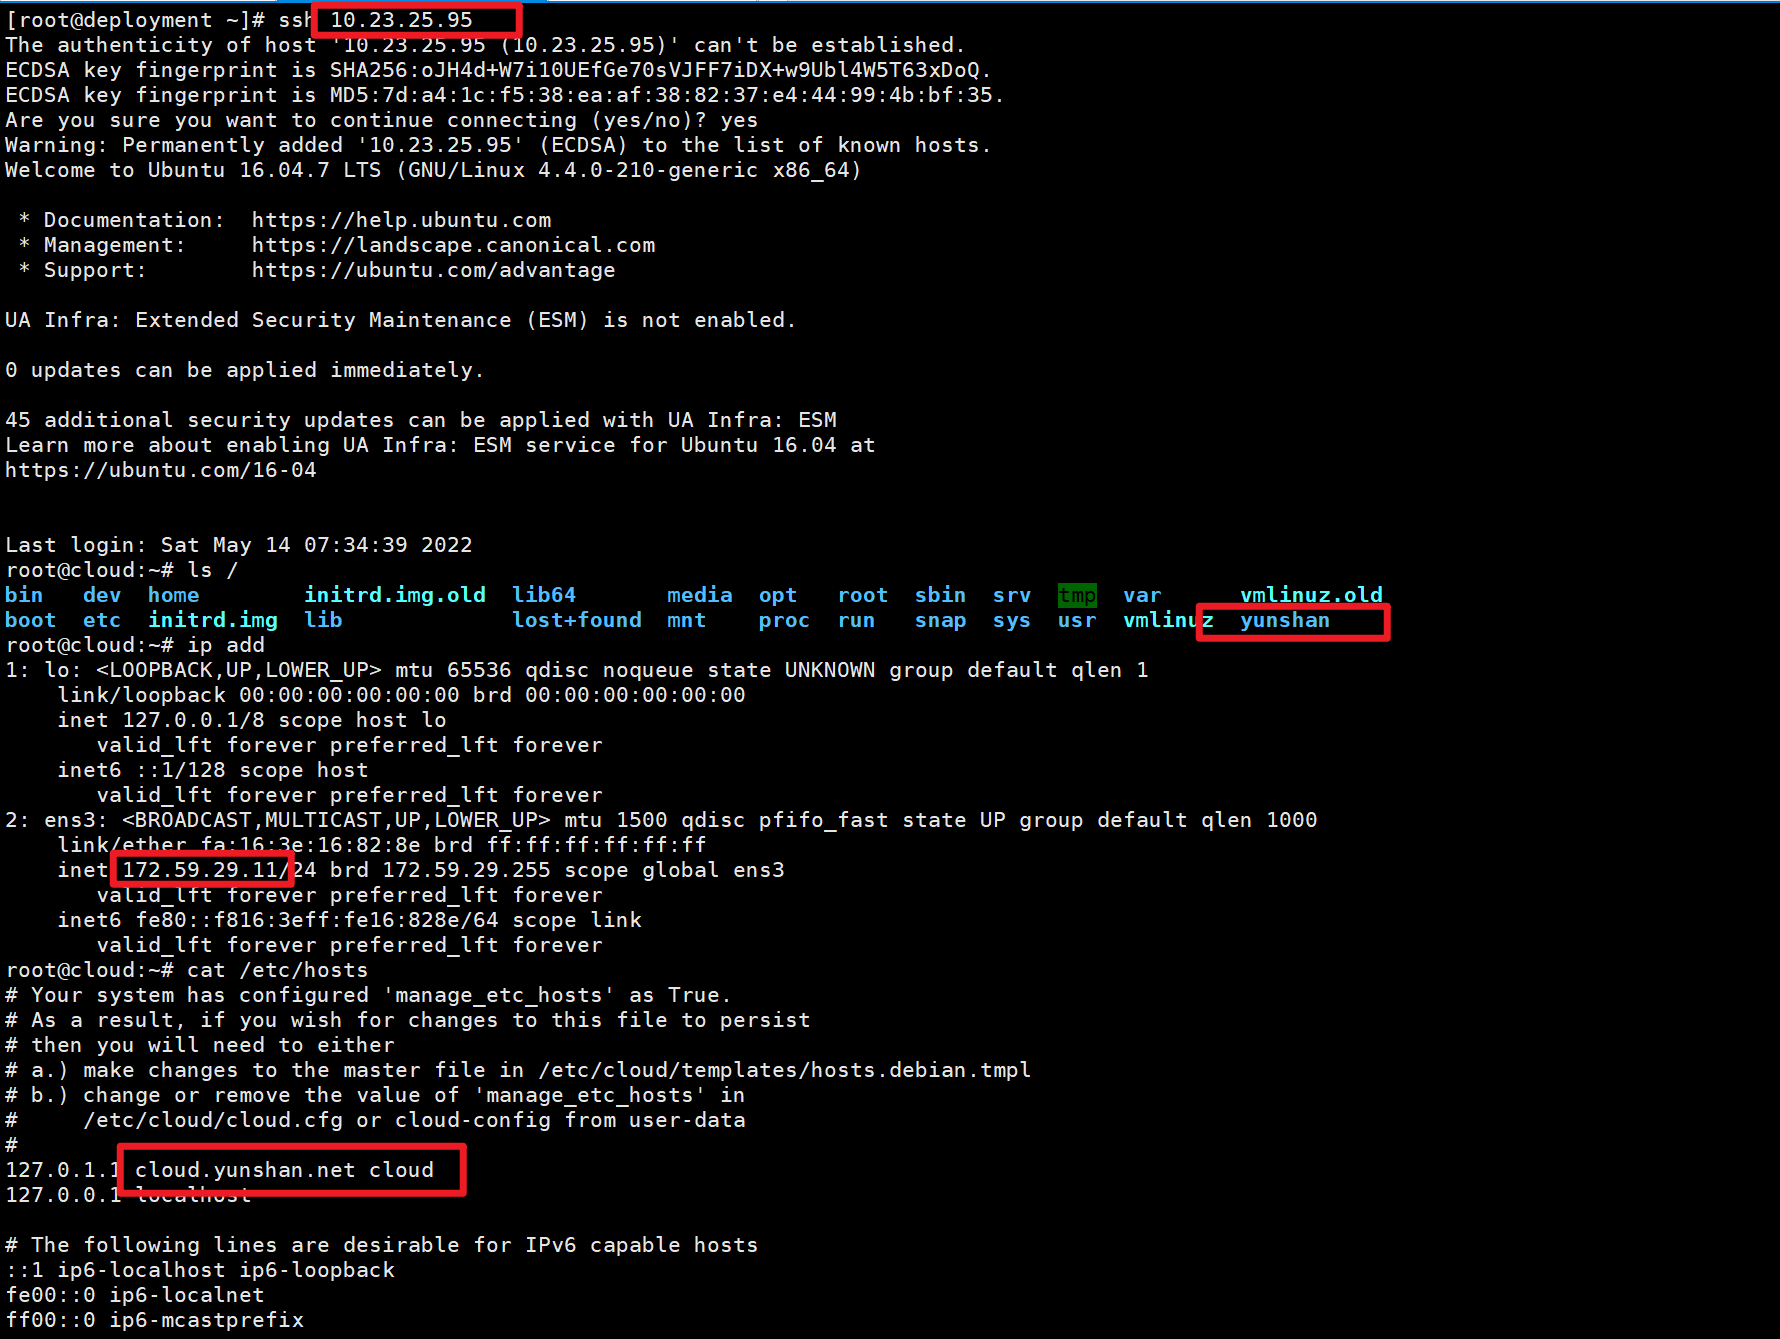 [root@deployment ~]# ssh 10.23.25.95
The authenticity of host '10.23.25.95 (10.23.25.95)' can't be established.
ECDSA key fingerprint is SHA256:oJH4d+W7i10UEfGe70sVJFF7iDX+w9Ubl4W5T63xDoQ.
ECDSA key fingerprint is MD5:7d:a4:1c:f5:38:ea:af:38:82:37:e4:44:99:4b:bf:35.
Are you sure you want to continue connecting (yes/no)? yes
Warning: Permanently added '10.23.25.95' (ECDSA) to the list of known hosts.
Welcome to Ubuntu 16.04.7 LTS (GNU/Linux 4.4.0-210-generic x86_64)
* Documentation:  https://help.ubuntu.com
* Management:     https://landscape.canonical.com
* Support:        https://ubuntu.com/advantage
UA Infra: Extended Security Maintenance (ESM) is not enabled.
0 updates can be applied immediately.
45 additional security updates can be applied with UA Infra: ESM
Learn more about enabling UA Infra: ESM service for Ubuntu 16.04 at
https://ubuntu.com/16-04
Last login: Sat May 14 07:34:39 2022
root@cloud:~# ls /
bin   dev  home        initrd.img.old  lib64       media  opt   root  sbin  srv  tmp  var      vmlinuz.old
boot  etc  initrd.img  lib             lost+found  mnt    proc  run   snap  sys  usr  vmlinuz  yunshan
root@cloud:~# ip add
1: lo: <LOOPBACK,UP,LOWER_UP> mtu 65536 qdisc noqueue state UNKNOWN group default qlen 1
link/loopback 00:00:00:00:00:00 brd 00:00:00:00:00:00
inet 127.0.0.1/8 scope host lo
valid_lft forever preferred_lft forever
inet6 ::1/128 scope host
valid_lft forever preferred_lft forever
2: ens3: <BROADCAST,MULTICAST,UP,LOWER_UP> mtu 1500 qdisc pfifo_fast state UP group default qlen 1000
link/ether fa:16:3e:16:82:8e brd ff:ff:ff:ff:ff:ff
inet 172.59.29.11/24 brd 172.59.29.255 scope global ens3
valid_lft forever preferred_lft forever
inet6 fe80::f816:3eff:fe16:828e/64 scope link
valid_lft forever preferred_lft forever
root@cloud:~# cat /etc/hosts
# Your system has configured 'manage_etc_hosts' as True.
# As a result, if you wish for changes to this file to persist
# then you will need to either
# a.) make changes to the master file in /etc/cloud/templates/hosts.debian.tmpl
# b.) change or remove the value of 'manage_etc_hosts' in
#     /etc/cloud/cloud.cfg or cloud-config from user-data
#
127.0.1.1 cloud.yunshan.net cloud
127.0.0.1 localhost
# The following lines are desirable for IPv6 capable hosts
::1 ip6-localhost ip6-loopback
fe00::0 ip6-localnet
ff00::0 ip6-mcastprefix